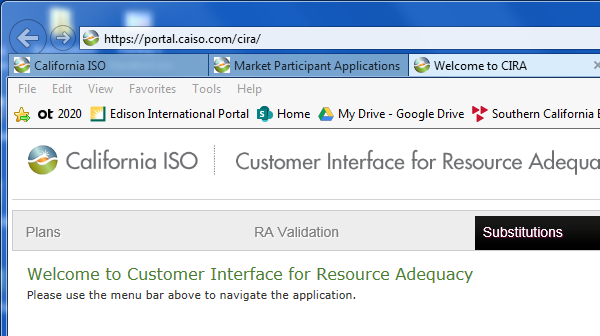 https://portal.caiso.com/cira/
California ISO Market Participant Applications Welcome to CIRA
File Edit View Favorites Tools Help
ot 2020 Edison International Portal Home My Drive - Google Drive Southern California E
California ISO Customer Interface for Resource Adequa
Plans RA Validation Substitutions
Welcome to Customer Interface for Resource Adequacy
Please use the menu bar above to navigate the application.